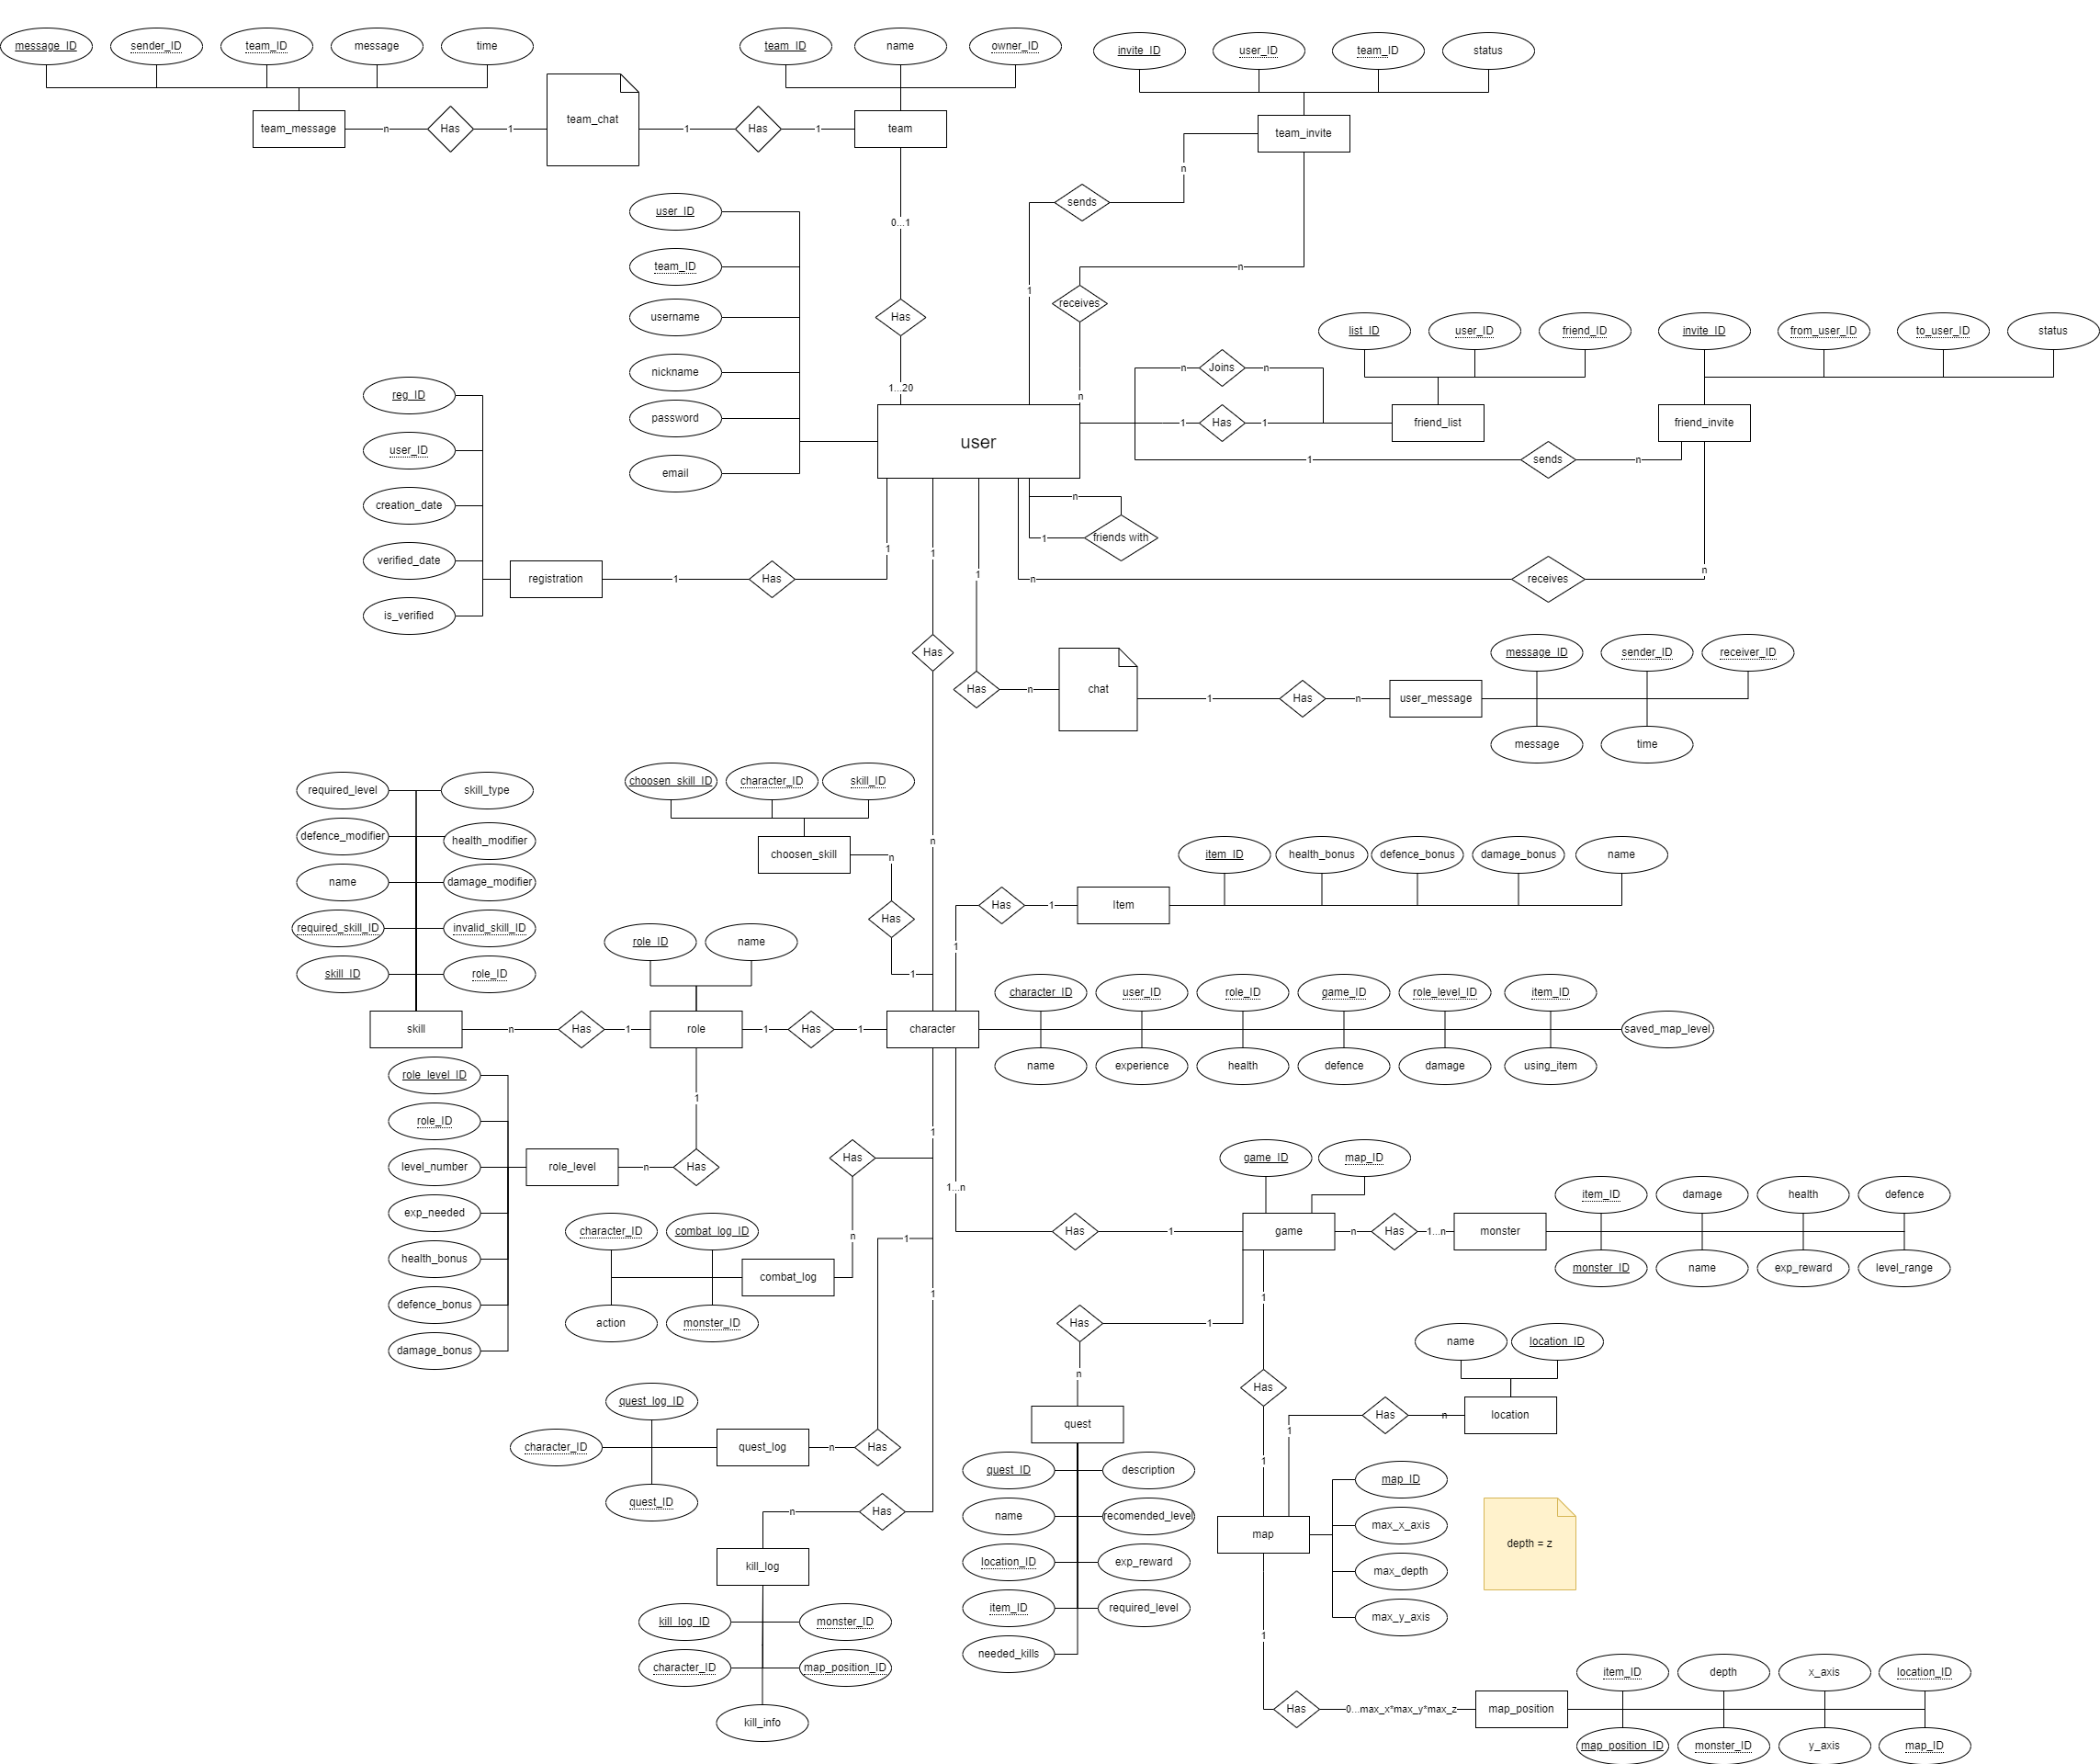 message_ID
sender_ID
team_ID
message
time
team_ID
name
owner_ID
invite_ID
user_ID
team_ID
status
team_message
n
Has
1
team_chat
1
Has
1
team
team_invite
n
sends
user_ID
0...1
team_ID
n
1
receives
username
Has
nickname
1...20
n
password
email
user
list_ID
user_ID
friend_ID
invite_ID
from_user_ID
to_user_ID
status
n
Joins
n
1
Has
1
friend_list
friend_invite
1
sends
n
reg_ID
user_ID
creation_date
verified_date
is_verified
registration
1
Has
1
1
1
n
1
friends with
n
receives
n
Has
Has
n
chat
1
Has
n
user_message
message_ID
sender_ID
receiver_ID
message
time
required_level
skill_type
defence_modifier
health_modifier
name
damage_modifier
required_skill_ID
invalid_skill_ID
skill_ID
role_ID
choosen_skill_ID
character_ID
skill_ID
choosen_skill
n
n
Has
1
Has
1
Item
1
item_ID
health_bonus
defence_bonus
damage_bonus
name
role_ID
name
skill
n
Has
1
role
1
Has
1
character
character_ID
user_ID
role_ID
game_ID
role_level_ID
item_ID
saved_map_level
name
experience
health
defence
damage
using_item
role_level_ID
role_ID
level_number
exp_needed
health_bonus
defence_bonus
damage_bonus
role_level
n
Has
1
1
Has
n
1...n
character_ID
combat_log_ID
combat_log
action
monster_ID
1
1
game_ID
map_ID
Has
1
game
n
Has
1...n
monster
item_ID
damage
health
defence
monster_ID
name
exp_reward
level_range
Has
1
n
1
Has
1
name
location_ID
1
Has
n
location
quest_log_ID
character_ID
quest_log
n
Has
quest_ID
n
Has
kill_log
kill_log_ID
monster_ID
character_ID
map_position_ID
kill_info
quest
quest_ID
description
name
recomended_level
location_ID
exp_reward
item_ID
required_level
needed_kills
map
map_ID
max_x_axis
max_depth
max_y_axis
depth = z
1
Has
0...max_x*max_y*max_z
map_position
item_ID
depth
x_axis
location_ID
map_position_ID
monster_ID
y_axis
map_ID